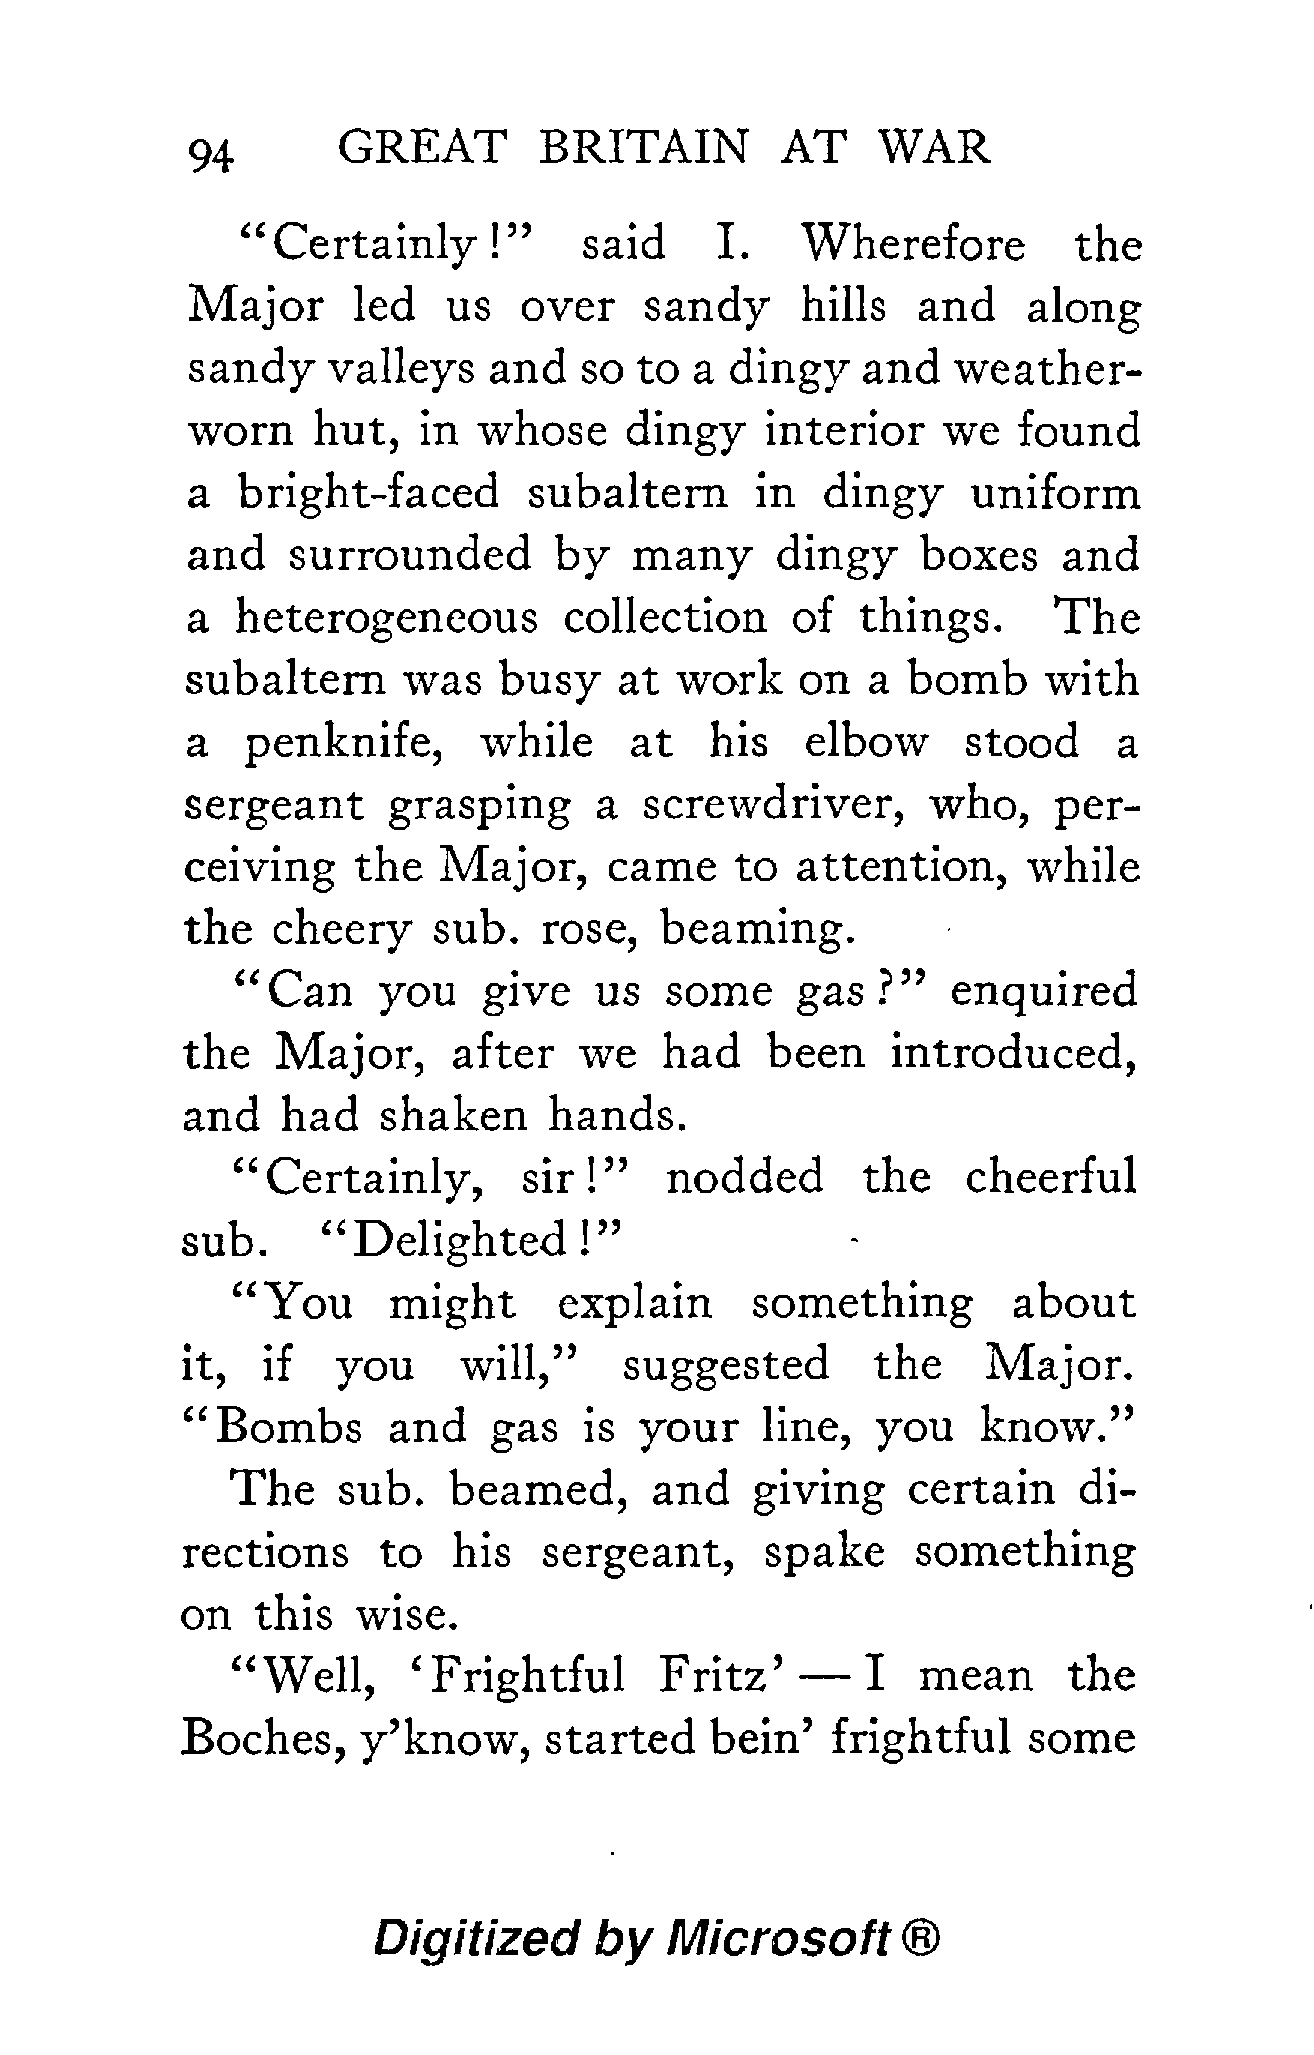 94 GREAT BRITAIN AT WAR
“Certainly!” said I. Wherefore the
Major led us over sandy hills and along
sandy valleys and so to a dingy and weather-
worn hut, in whose dingy interior we found
a bright-faced subaltern in dingy uniform
and surrounded by many dingy boxes and
a heterogeneous collection of things. The
subaltern was busy at work on a bomb with
a penknife, while at his elbow stood a
sergeant grasping a screwdriver, who, per-
ceiving the Major, came to attention, while
the cheery sub. rose, beaming.
“Can you give us some gas?” enquired
the Major, after we had been introduced,
and had shaken hands.
“Certainly, sir!” nodded the cheerful
sub. “Delighted!”
“You might explain something about
it, if you will,” suggested the Major.
“Bombs and gas is your line, you know.”
The sub. beamed, and giving certain di-
rections to his sergeant, spake something
on this wise.
“Well, ‘Frightful Fritz’ — I mean the
Boches, y’know, started bein’ frightful some
Digitized by Microsoft ®